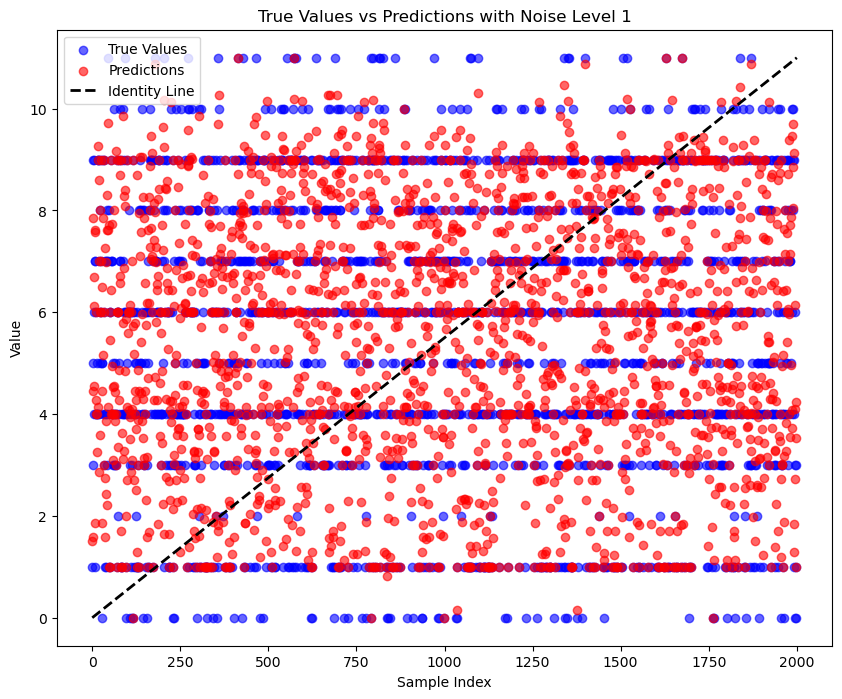 True Values vs Predictions with Noise Level 1
True Values
Predictions
Identity Line
Value
10
8
6
4
2
0
0 250 500 750 1000 1250 1500 1750 2000
Sample Index